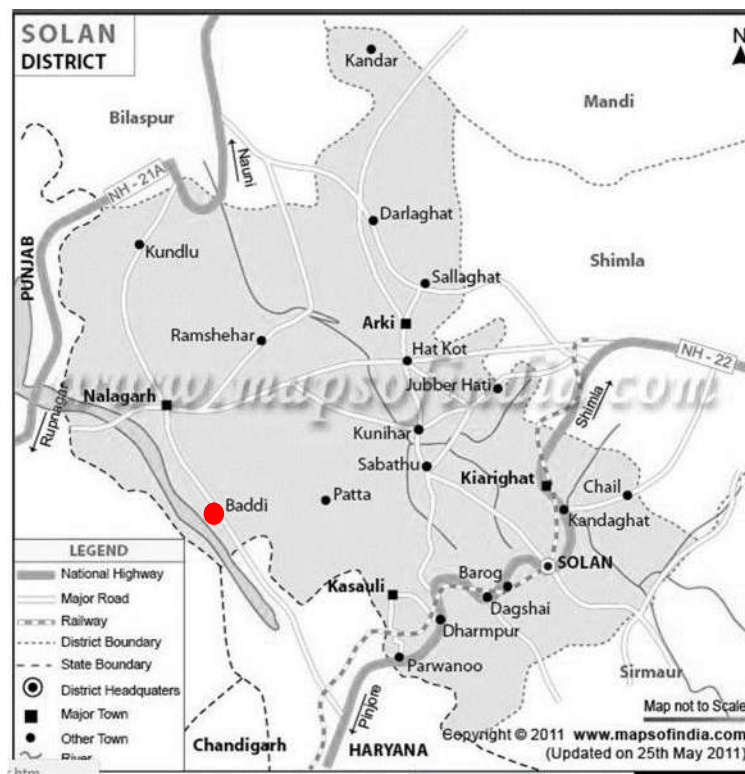 SOLAN
DISTRICT
N
Kandar
Mandi
Bilaspur
Nauni
NH - 21A
Darlaghat
Kundlu
PUNJAB
Shimla
Sallaghat
Arki
Ramshehar
Hat Kot
NH - 22
Jubber Hati
www.mapsofindia.com
Nalagarh
Rupnagar
Shimla
Kunihar
Sabathu
Kiarighat
Chail
Patta
Baddi
Kandaghat
LEGEND
National Highway
Major Road
Railway
District Boundary
State Boundary
District Headquaters
Major Town
Other Town
River
SOLAN
Barog
Kasauli
Dagshai
Dharmpur
Parwanoo
Sirmaur
Pinjore
Map not to Scale
Chandigarh
HARYANA
Copyright © 2011 www.mapsofindia.com
(Updated on 25th May 2011)